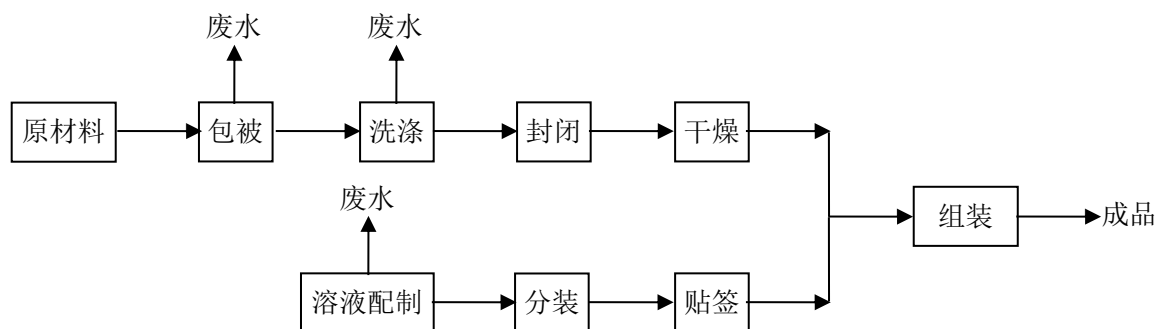 废水
废水
原材料
包被
洗涤
封闭
干燥
废水
组装
成品
溶液配制
分装
贴签